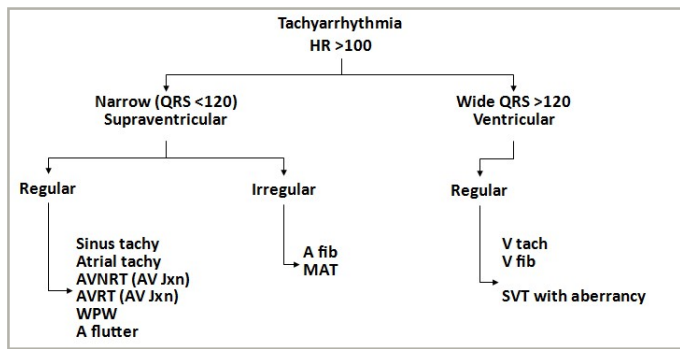 Tachyarrhythmia
HR >100
Narrow (QRS <120)
Supraventricular
Wide QRS >120
Ventricular
Regular
Irregular
Regular
Sinus tachy
Atrial tachy
AVNRT (AV Jxn)
AVRT (AV Jxn)
WPW
A flutter
A fib
MAT
V tach
V fib
SVT with aberrancy